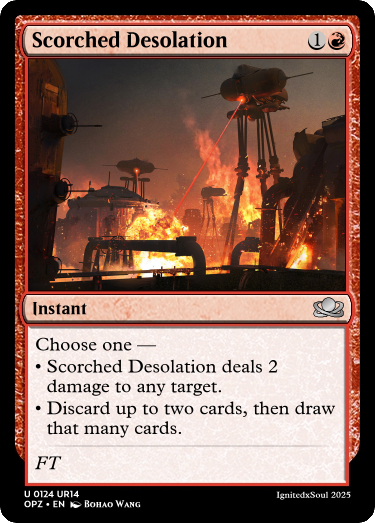 Scorched Desolation 1
Instant
Choose one —
• Scorched Desolation deals 2
damage to any target.
• Discard up to two cards, then draw
that many cards.
FT
U 0124 UR14
OPZ • EN Bohao Wang
IgnitedxSoul 2025